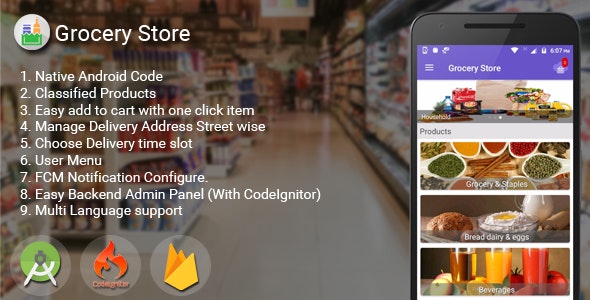 Grocery Store
1. Native Android Code
2. Classified Products
3. Easy add to cart with one click item
4. Manage Delivery Address Street wise
5. Choose Delivery time slot
6. User Menu
7. FCM Notification Configure.
8. Easy Backend Admin Panel (With CodeIgnitor)
9. Multi Language support
CodeIgniter
6:07
Grocery Store
Household
Products
Grocery & Staples
Bread dairy & eggs
Beverages